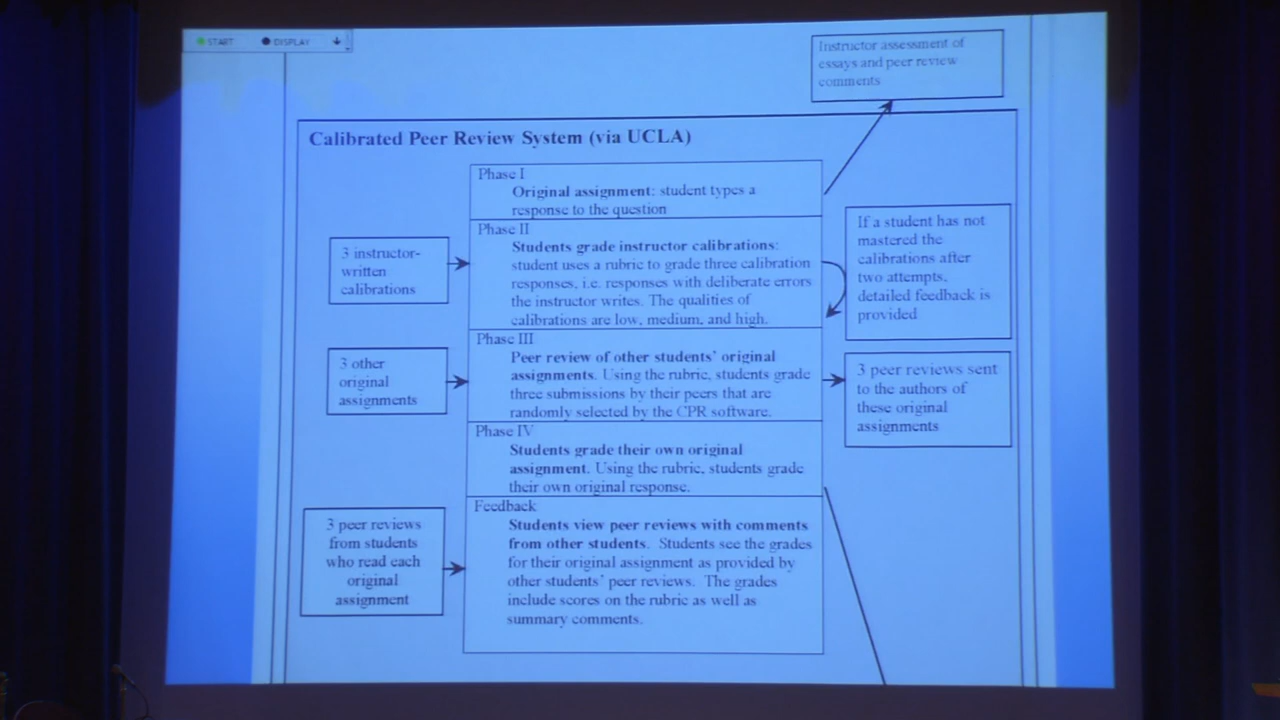 START DISPLAY
Instructor assessment of
essays and peer review
comments
Calibrated Peer Review System (via UCLA)
Phase I
Original assignment: student types a
response to the question
Phase II
Students grade instructor calibrations:
student uses a rubric to grade three calibration
responses, i.e. responses with deliberate errors
the instructor writes. The qualities of
calibrations are low, medium, and high.
3 instructor-
written
calibrations
If a student has not
mastered the
calibrations after
two attempts,
detailed feedback is
provided
Phase III
Peer review of other students' original
assignments. Using the rubric, students grade
three submissions by their peers that are
randomly selected by the CPR software.
3 other
original
assignments
3 peer reviews sent
to the authors of
these original
assignments
Phase IV
Students grade their own original
assignment. Using the rubric, students grade
their own original response.
Feedback
Students view peer reviews with comments
from other students. Students see the grades
for their original assignment as provided by
other students' peer reviews. The grades
include scores on the rubric as well as
summary comments.
3 peer reviews
from students
who read each
original
assignment